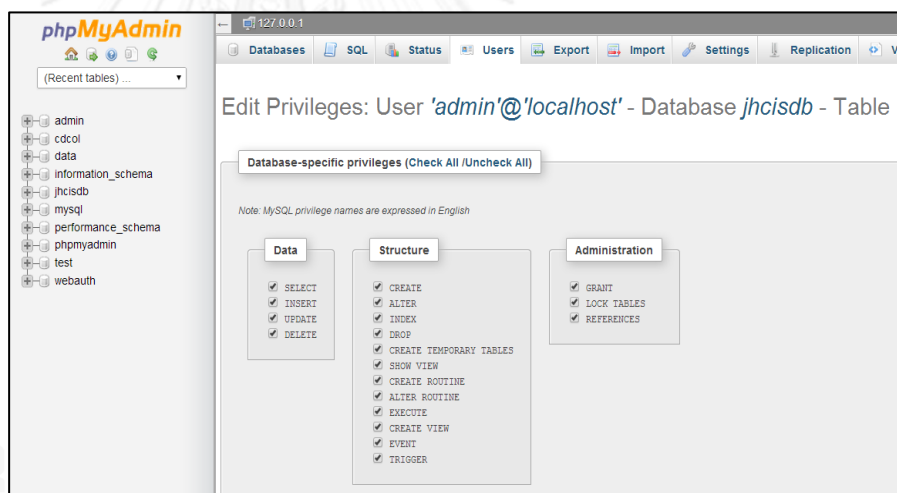 phpMyAdmin
(Recent tables) ...
admin
cdcol
data
information_schema
jhcisdb
mysql
performance_schema
phpmyadmin
test
webauth
127.0.0.1
Databases SQL Status Users Export Import Settings Replication V
Edit Privileges: User 'admin'@'localhost' - Database jhcisdb - Table
Database-specific privileges (Check All /Uncheck All)
Note: MySQL privilege names are expressed in English
Data
SELECT
INSERT
UPDATE
DELETE
Structure
CREATE
ALTER
INDEX
DROP
CREATE TEMPORARY TABLES
SHOW VIEW
CREATE ROUTINE
ALTER ROUTINE
EXECUTE
CREATE VIEW
EVENT
TRIGGER
Administration
GRANT
LOCK TABLES
REFERENCES